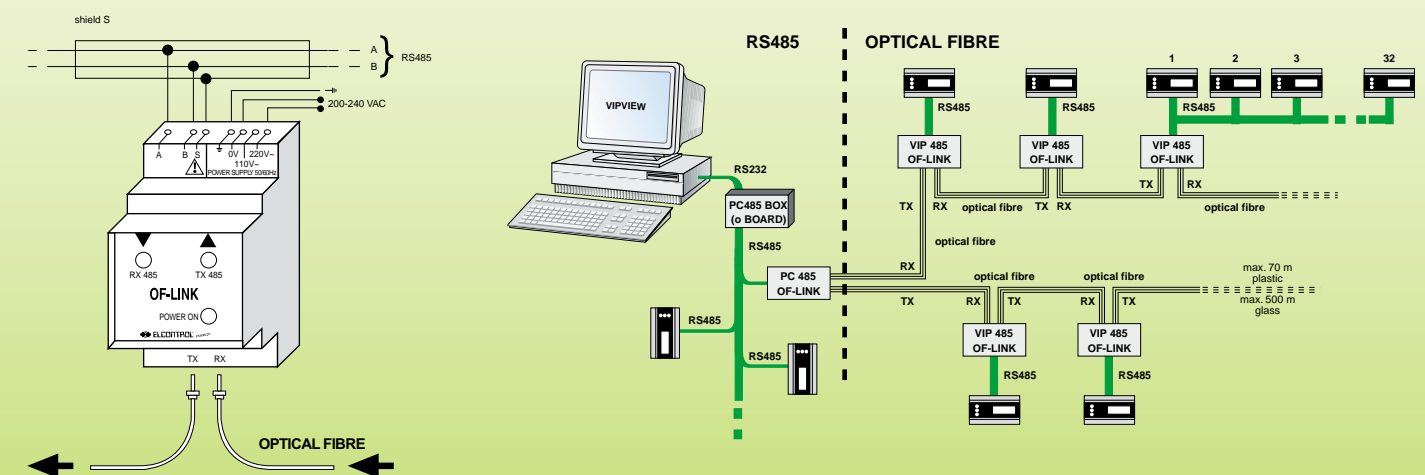 shield S
A
B
RS485
200-240 VAC
A
B
S
0V
220V~
110V~
POWER SUPPLY 50/60Hz
RX 485
TX 485
OF-LINK
POWER ON
ELCONTROL
TX
RX
OPTICAL FIBRE
RS485
OPTICAL FIBRE
VIPVIEW
RS232
PC485 BOX
(o BOARD)
RS485
PC 485
OF-LINK
RS485
RS485
1
2
3
32
RS485
RS485
RS485
VIP 485
OF-LINK
VIP 485
OF-LINK
VIP 485
OF-LINK
TX
RX
optical fibre
TX
RX
TX
RX
optical fibre
optical fibre
RX
TX
optical fibre
optical fibre
RX
TX
RX
TX
max. 70 m
plastic
max. 500 m
glass
VIP 485
OF-LINK
VIP 485
OF-LINK
RS485
RS485